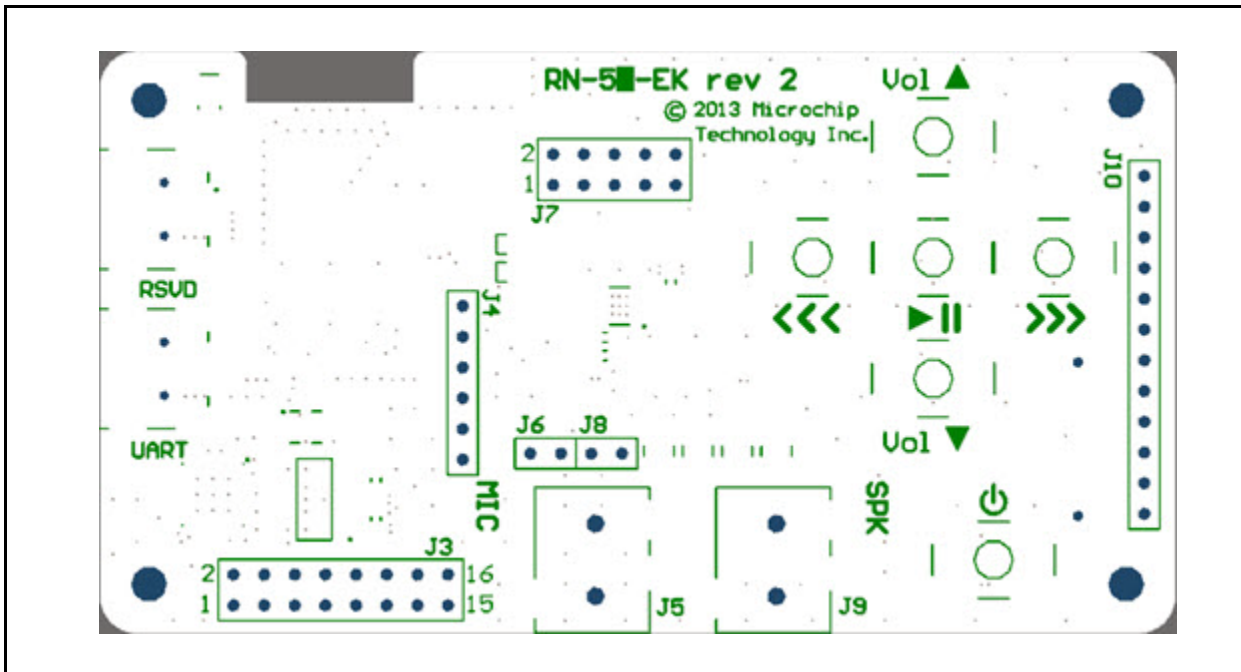 RN-5█-EK rev 2
© 2013 Microchip
Technology Inc.
Vol ▲
J10
2
1
J7
RSVD
J4
<<<
▶||
>>>
J6 J8
Vol ▼
UART
MIC
SPK
J3
2
16
1
15
J5
J9